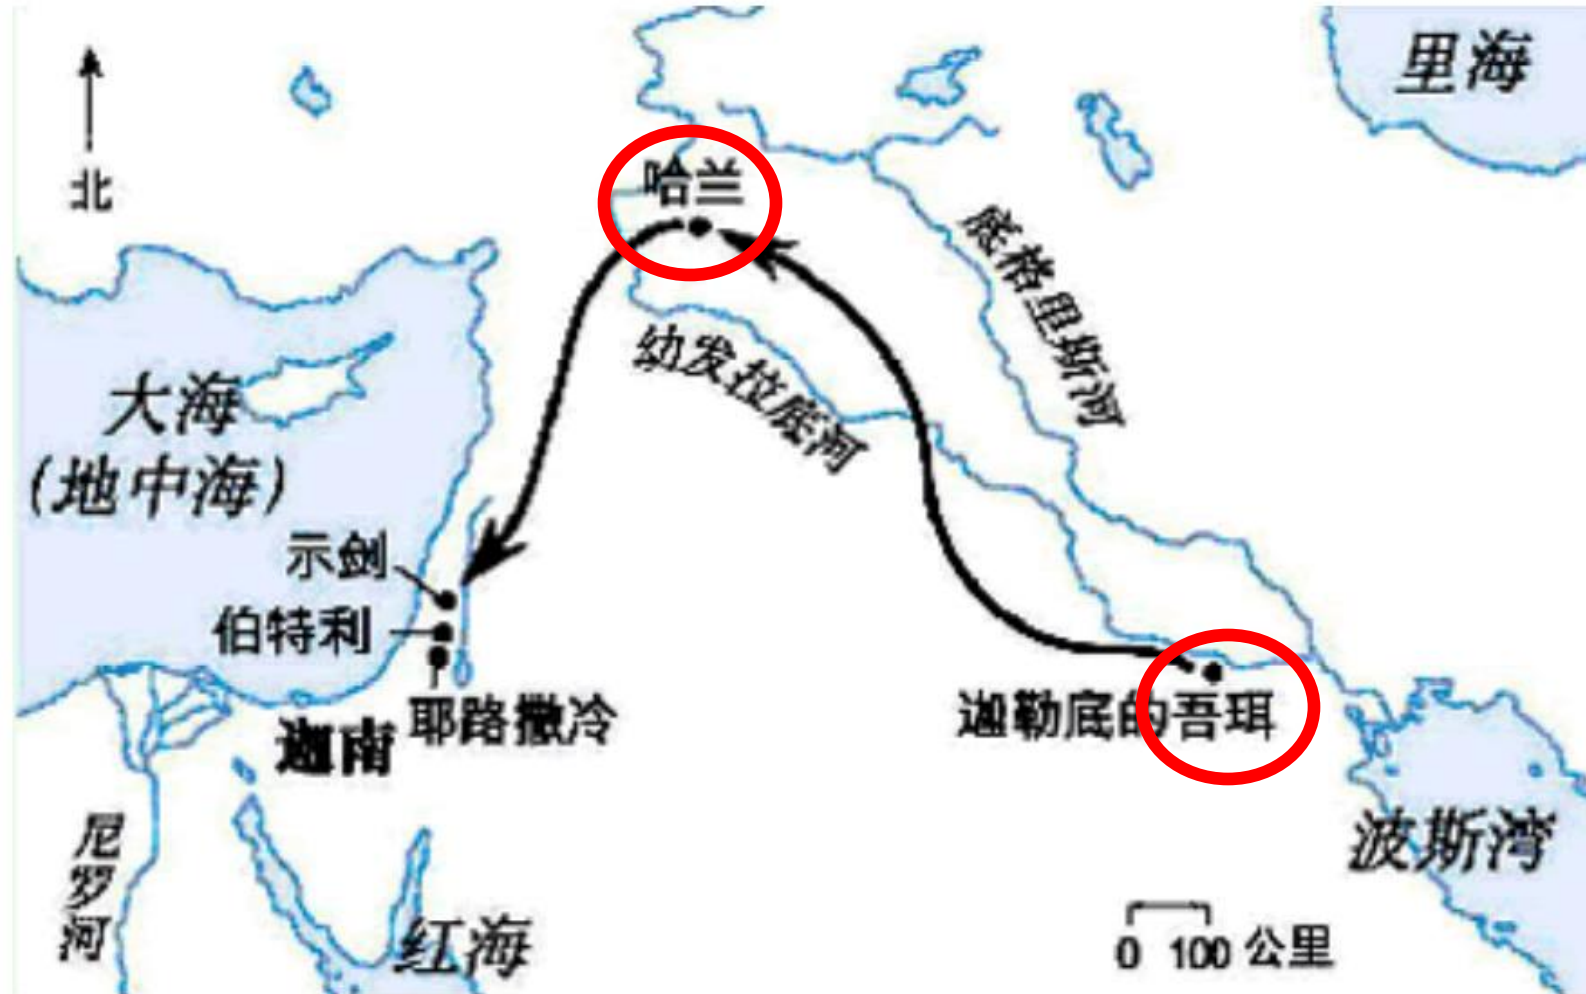 里海
北
哈兰
底格里斯河
幼发拉底河
大海
(地中海)
示剑
伯特利
耶路撒冷
迦南
迦勒底的吾珥
尼罗河
红海
波斯湾
0 100 公里